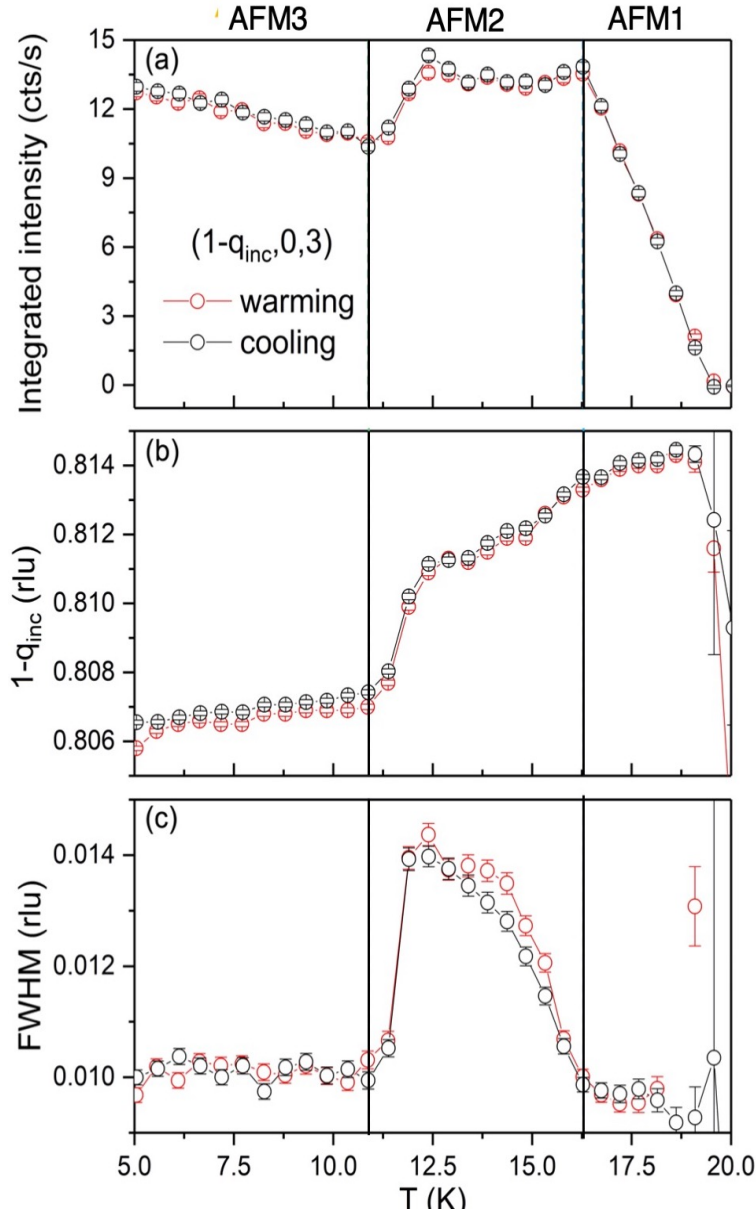 AFM3 AFM2 AFM1
(a)
Integrated intensity (cts/s)
15
12
9
6
3
0
(1-q_inc,0,3)
warming
cooling
(b)
1-q_inc (rlu)
0.814
0.812
0.810
0.808
0.806
(c)
FWHM (rlu)
0.014
0.012
0.010
5.0 7.5 10.0 12.5 15.0 17.5 20.0
T (K)